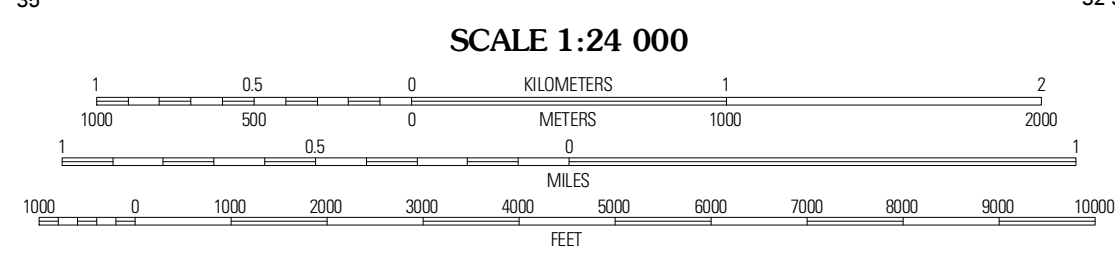 35
SCALE 1:24 000
1 0.5 0 KILOMETERS 1 2
1000 500 0 METERS 1000 2000
1 0.5 0 1
MILES
1000 0 1000 2000 3000 4000 5000 6000 7000 8000 9000 10000
FEET